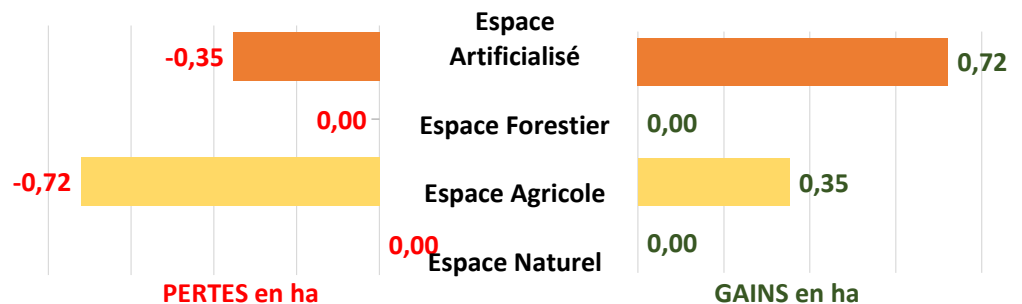 Espace
Artificialisé
-0,35
0,72
0,00
Espace Forestier
0,00
-0,72
Espace Agricole
0,35
0,00
Espace Naturel
0,00
PERTES en ha
GAINS en ha